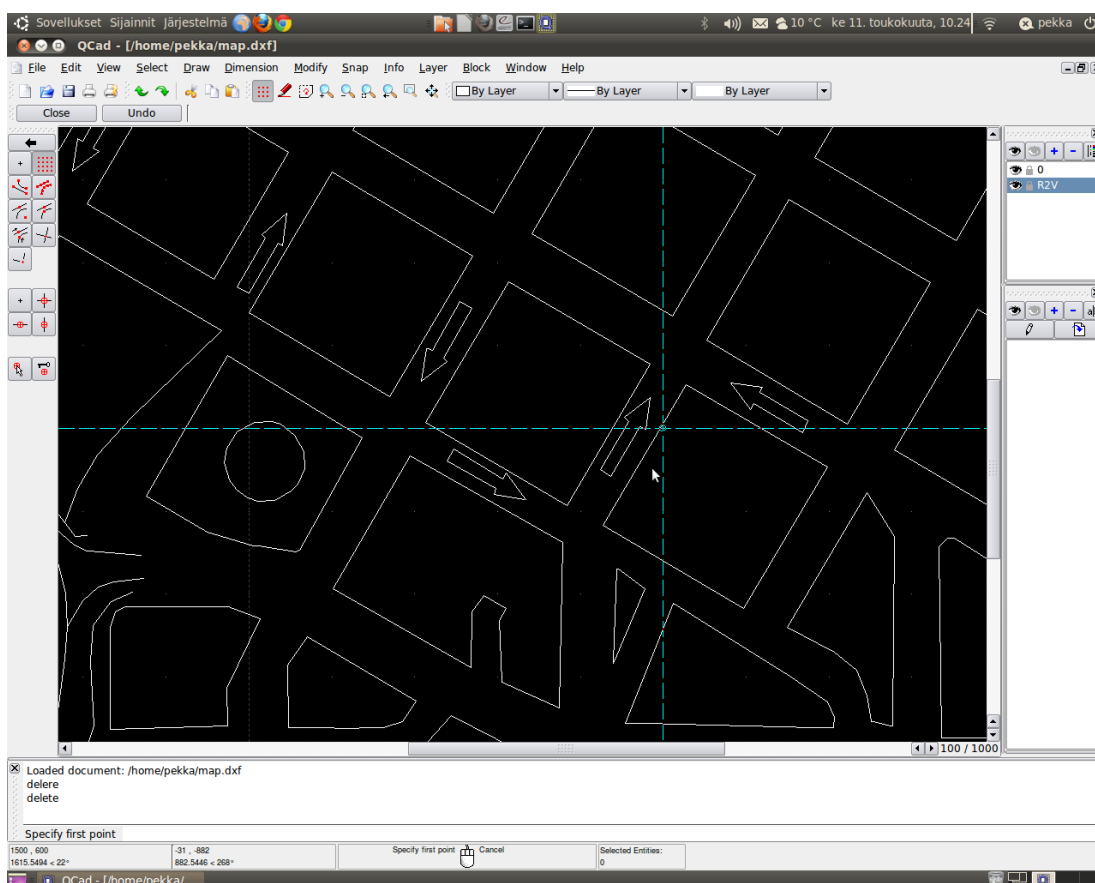 Sovellukset Sijainnit Järjestelmä 10 °C ke 11. toukokuuta, 10.24 pekka
QCad - [/home/pekka/map.dxf]
File Edit View Select Draw Dimension Modify Snap Info Layer Block Window Help
By Layer By Layer By Layer
Close Undo
0
R2V
100 / 1000
Loaded document: /home/pekka/map.dxf
delere
delete
Specify first point
1500 , 600 -31 , -882 Specify first point Cancel Selected Entities:
1615.5494 < 22° 882.5446 < 268° 0
QCad - [/home/pekka/